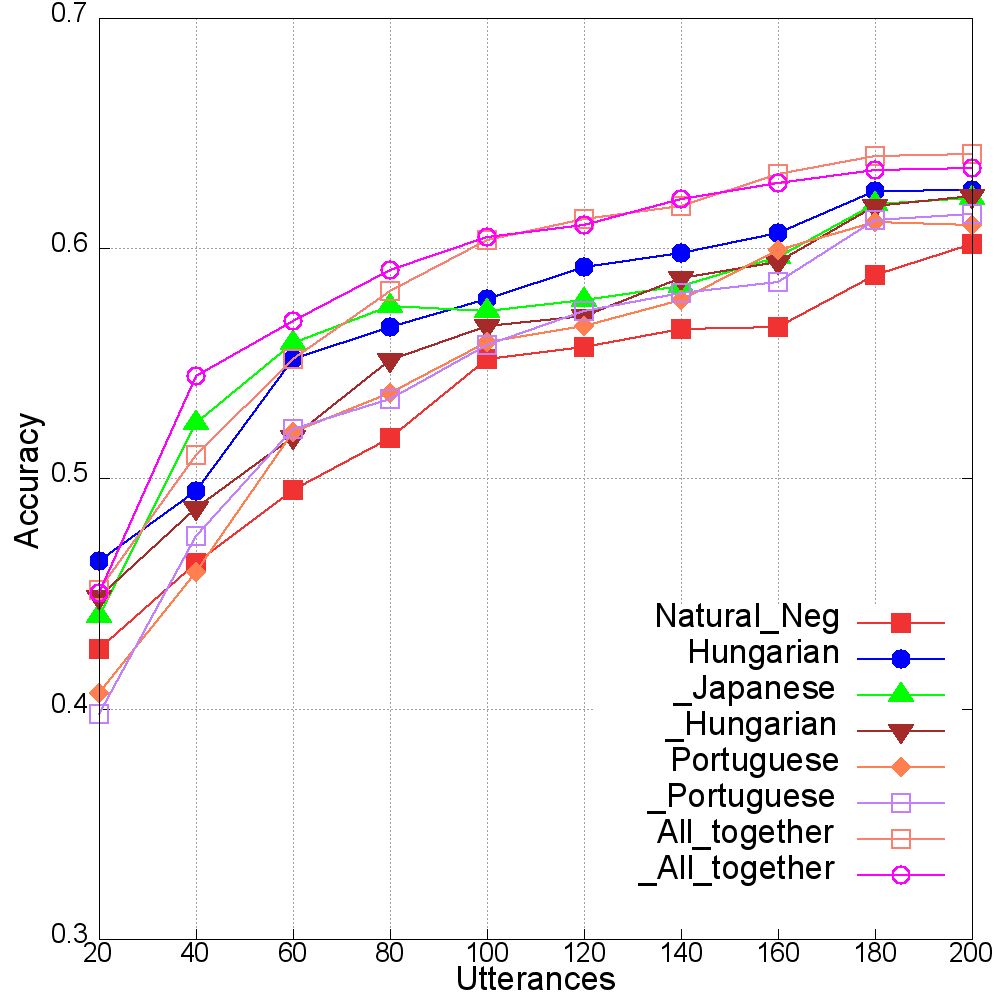 0.7
0.6
0.5
0.4
0.3
Accuracy
Natural_Neg
Hungarian
_Japanese
_Hungarian
Portuguese
_Portuguese
All_together
_All_together
20 40 60 80 100 120 140 160 180 200
Utterances